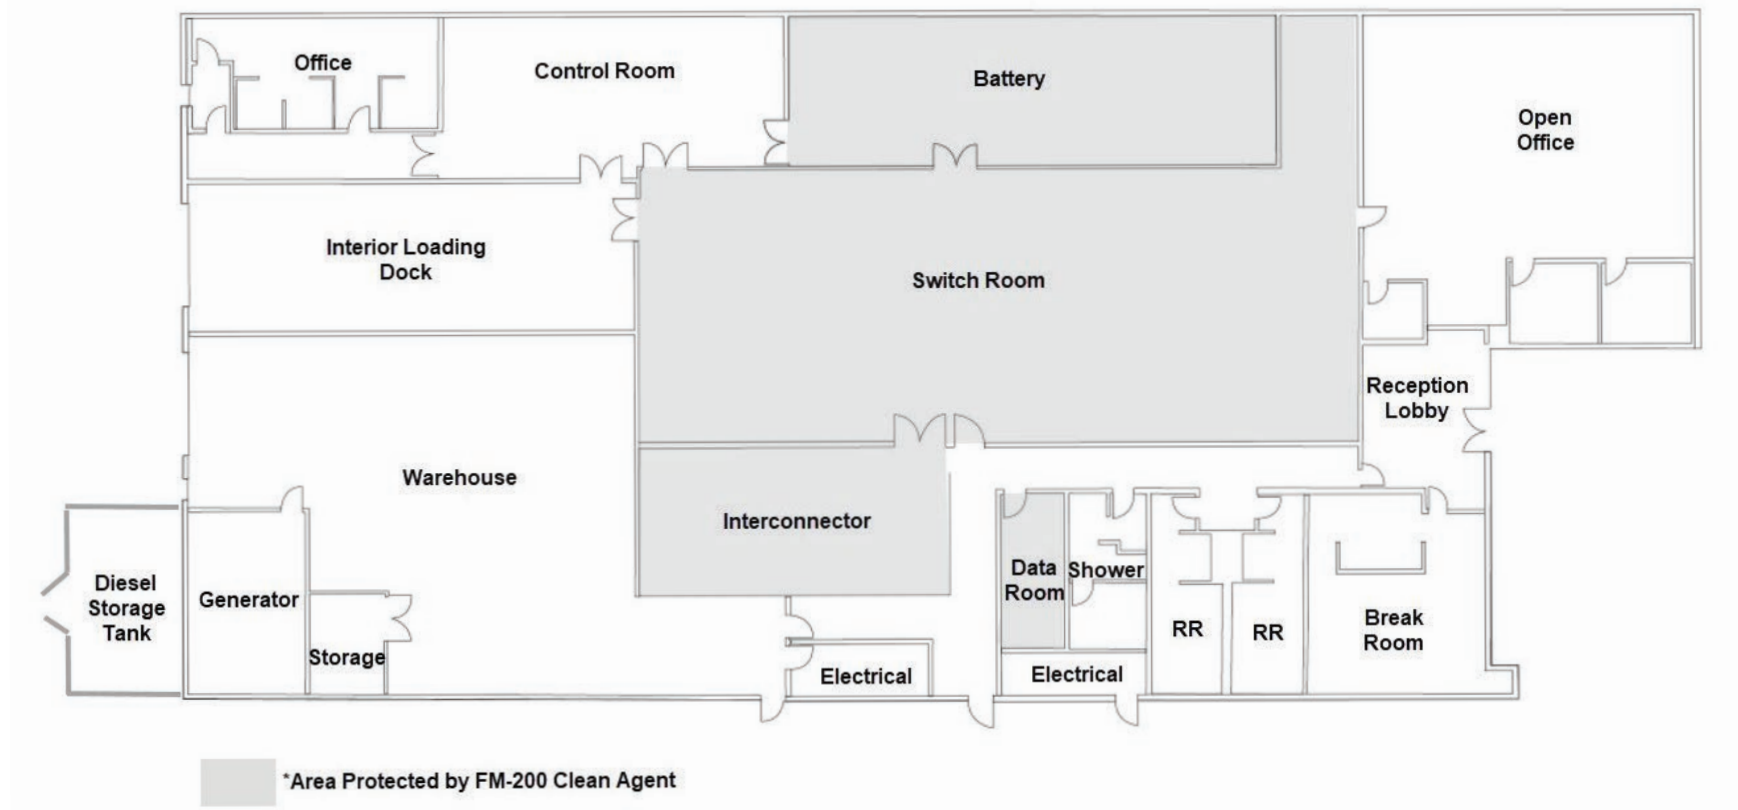 Office
Control Room
Battery
Open
Office
Interior Loading
Dock
Switch Room
Reception
Lobby
Warehouse
Interconnector
Diesel
Storage
Tank
Generator
Storage
Data
Room
Shower
RR
RR
Break
Room
Electrical
Electrical
*Area Protected by FM-200 Clean Agent